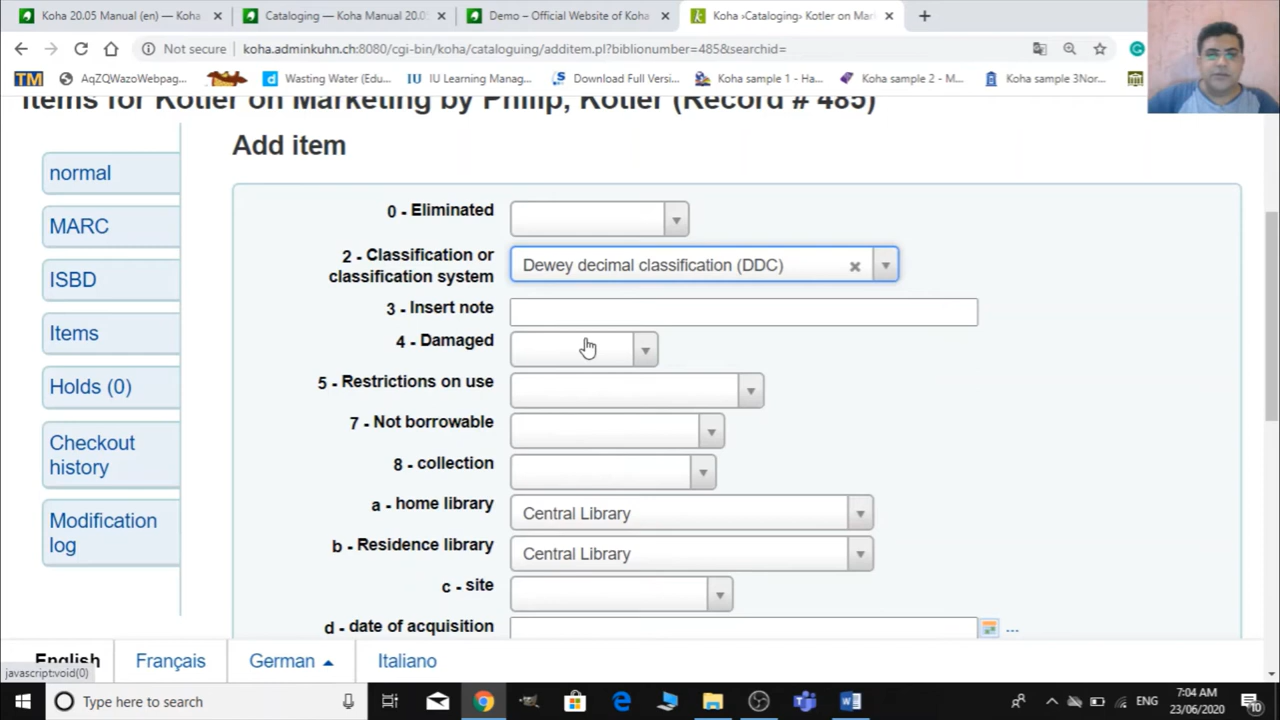 Koha 20.05 Manual (en) — Koha
Cataloging — Koha Manual 20.0
Demo – Official Website of Koha
Koha ›Cataloging› Kotler on Mar
Not secure
koha.adminkuhn.ch:8080/cgi-bin/koha/cataloguing/additem.pl?biblionumber=485&searchid=
TM
AqZQWazoWebpag...
Wasting Water (Edu...
IU
IU Learning Manag...
Download Full Versi...
Koha sample 1 - Ha...
Koha sample 2 - M...
Koha sample 3Nor...
Items for Kotler on Marketing by Philip, Kotler (Record # 485)
normal
MARC
ISBD
Items
Holds (0)
Checkout
history
Modification
log
Add item
0 - Eliminated
2 - Classification or
classification system
Dewey decimal classification (DDC)
3 - Insert note
4 - Damaged
5 - Restrictions on use
7 - Not borrowable
8 - collection
a - home library
Central Library
b - Residence library
Central Library
c - site
d - date of acquisition
...
English
Français
German
Italiano
javascript:void(0)
Type here to search
ENG
7:04 AM
23/06/2020
10